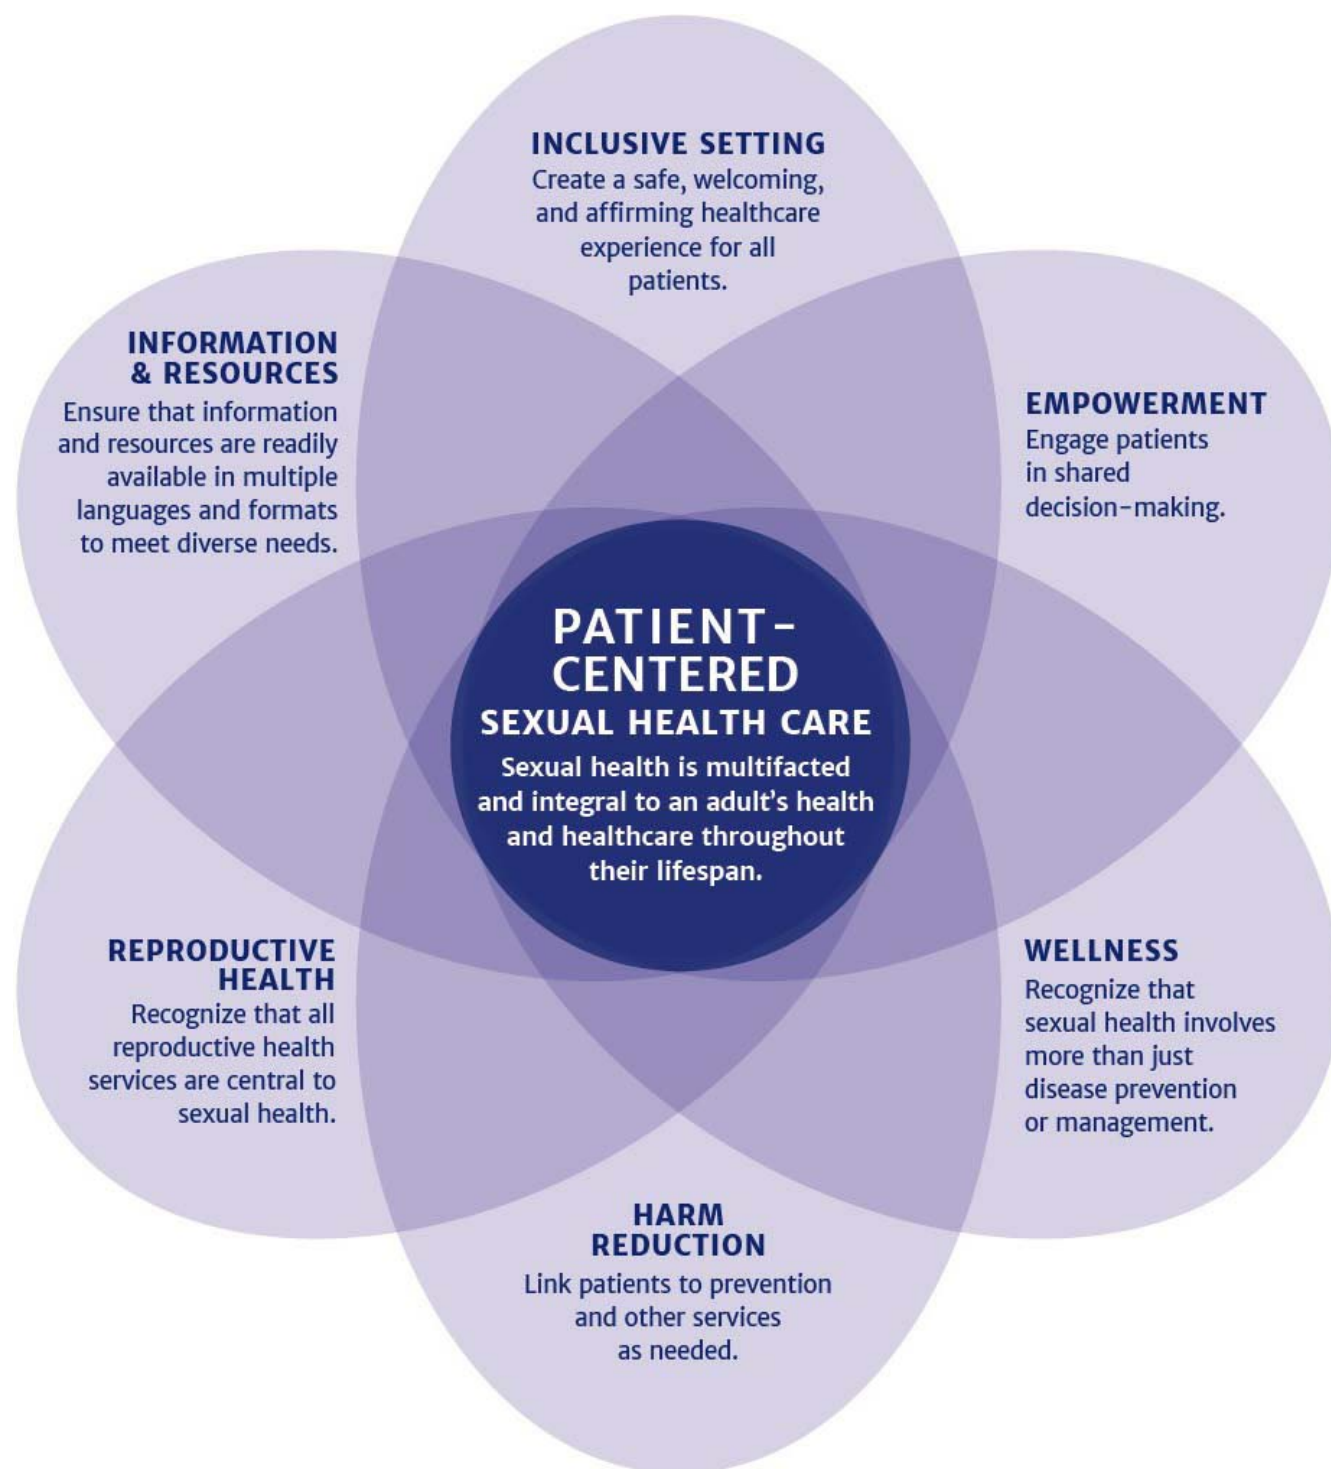 INCLUSIVE SETTING
Create a safe, welcoming,
and affirming healthcare
experience for all
patients.
INFORMATION
& RESOURCES
Ensure that information
and resources are readily
available in multiple
languages and formats
to meet diverse needs.
EMPOWERMENT
Engage patients
in shared
decision-making.
PATIENT-
CENTERED
SEXUAL HEALTH CARE
Sexual health is multifacted
and integral to an adult’s health
and healthcare throughout
their lifespan.
REPRODUCTIVE
HEALTH
Recognize that all
reproductive health
services are central to
sexual health.
WELLNESS
Recognize that
sexual health involves
more than just
disease prevention
or management.
HARM
REDUCTION
Link patients to prevention
and other services
as needed.